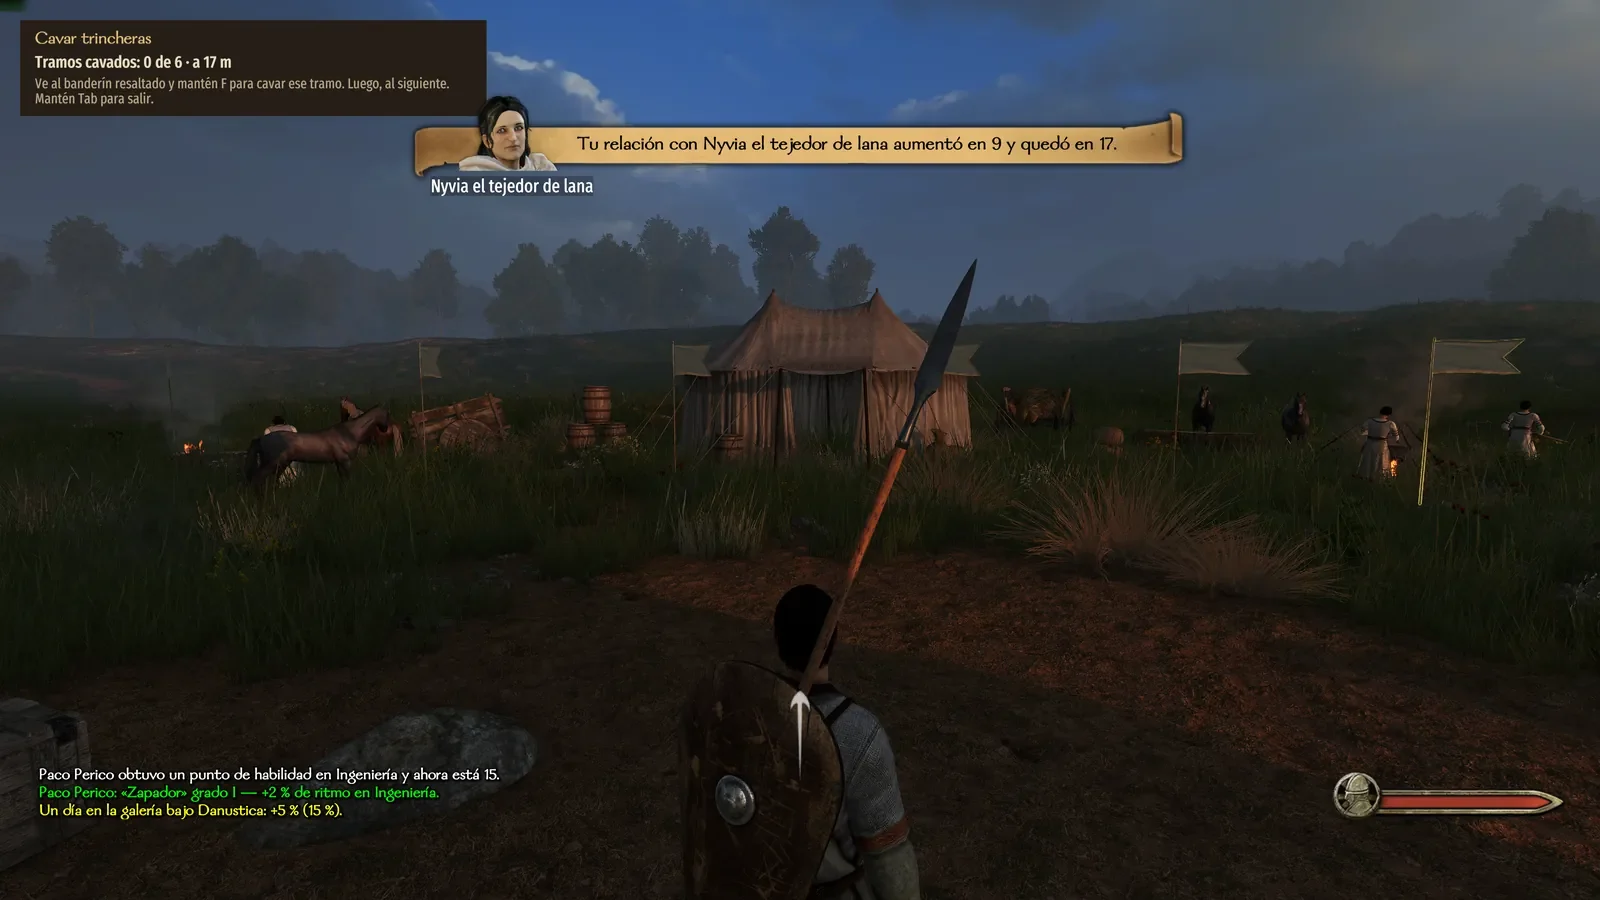 Cavar trincheras
Tramos cavados: 0 de 6 · a 17 m
Ve al banderín resaltado y mantén F para cavar ese tramo. Luego, al siguiente.
Mantén Tab para salir.
Tu relación con Nyvia el tejedor de lana aumentó en 9 y quedó en 17.
Nyvia el tejedor de lana
Paco Perico obtuvo un punto de habilidad en Ingeniería y ahora está 15.
Paco Perico: «Zapador» grado I — +2 % de ritmo en Ingeniería.
Un día en la galería bajo Danustica: +5 % (15 %).